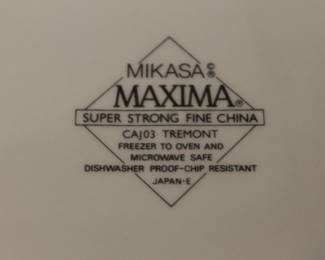 MIKASA©®
MAXIMA®
SUPER STRONG FINE CHINA
CAJ03 TREMONT
FREEZER TO OVEN AND
MICROWAVE SAFE
DISHWASHER PROOF-CHIP RESISTANT
JAPAN-E